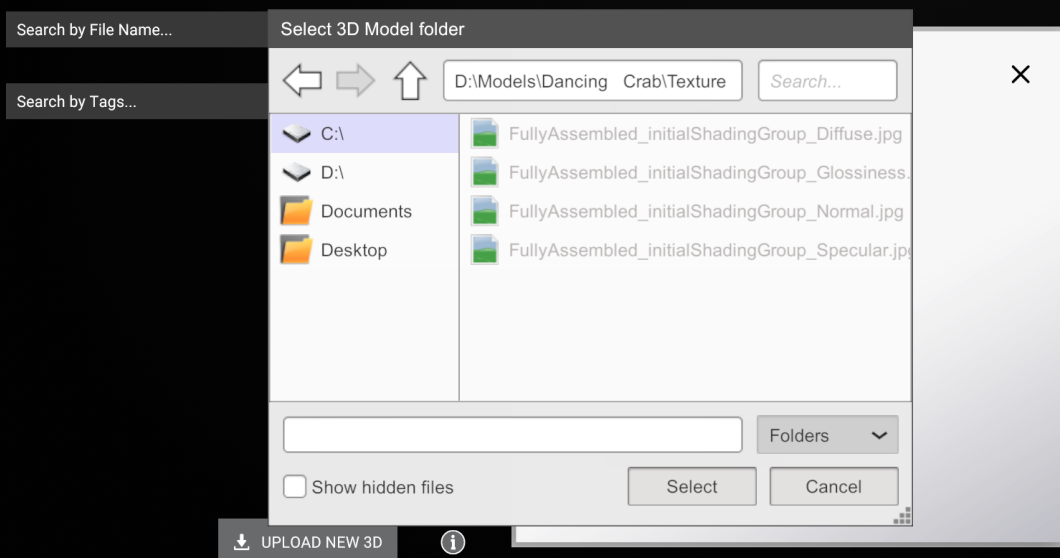 Search by File Name...
Search by Tags...
Select 3D Model folder
D:\Models\Dancing Crab\Texture
Search...
C:\
D:\
Documents
Desktop
FullyAssembled_initialShadingGroup_Diffuse.jpg
FullyAssembled_initialShadingGroup_Glossiness.
FullyAssembled_initialShadingGroup_Normal.jpg
FullyAssembled_initialShadingGroup_Specular.jpg
Folders
Show hidden files
Select
Cancel
UPLOAD NEW 3D